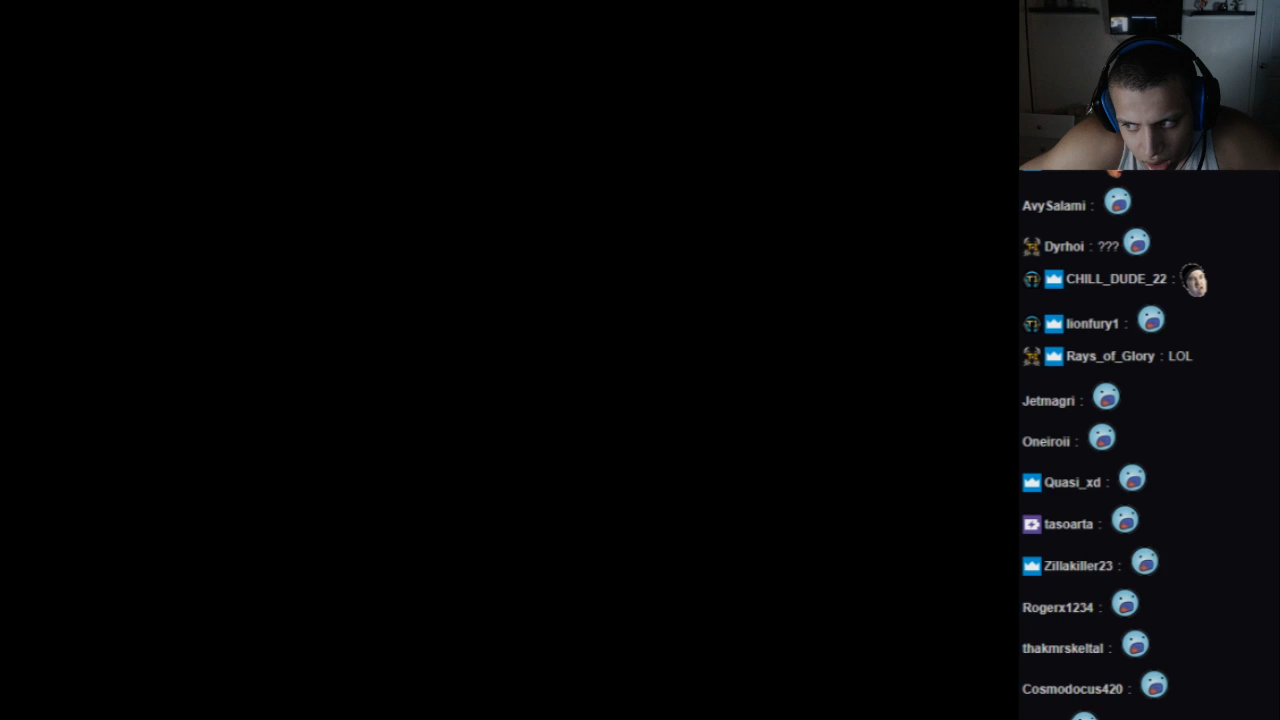 AvySalami :
Dyrhoi : ???
CHILL_DUDE_22 :
lionfury1 :
Rays_of_Glory : LOL
Jetmagri :
Oneiroii :
Quasi_xd :
tasoarta :
Zillakiller23 :
Rogerx1234 :
thakmrskeltal :
Cosmodocus420 :